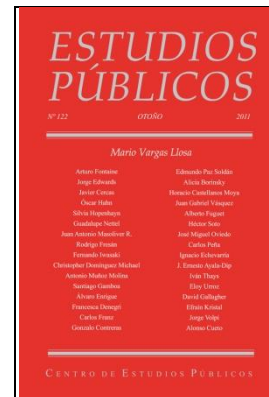 ESTUDIOS
PÚBLICOS
Nº 122 OTOÑO 2011
Mario Vargas Llosa
Arturo Fontaine
Jorge Edwards
Javier Cercas
Óscar Hahn
Silvia Hopenhayn
Guadalupe Nettel
Juan Antonio Masoliver R.
Rodrigo Fresán
Fernando Iwasaki
Christopher Domínguez Michael
Antonio Muñoz Molina
Santiago Gamboa
Álvaro Enrigue
Francesca Denegri
Carlos Franz
Gonzalo Contreras
Edmundo Paz Soldán
Alicia Borinsky
Horacio Castellanos Moya
Juan Gabriel Vásquez
Alberto Fuguet
Héctor Soto
José Miguel Oviedo
Carlos Peña
Ignacio Echevarría
J. Ernesto Ayala-Dip
Iván Thays
Eloy Urroz
David Gallagher
Efraín Kristal
Jorge Volpi
Alonso Cueto
CENTRO DE ESTUDIOS PÚBLICOS